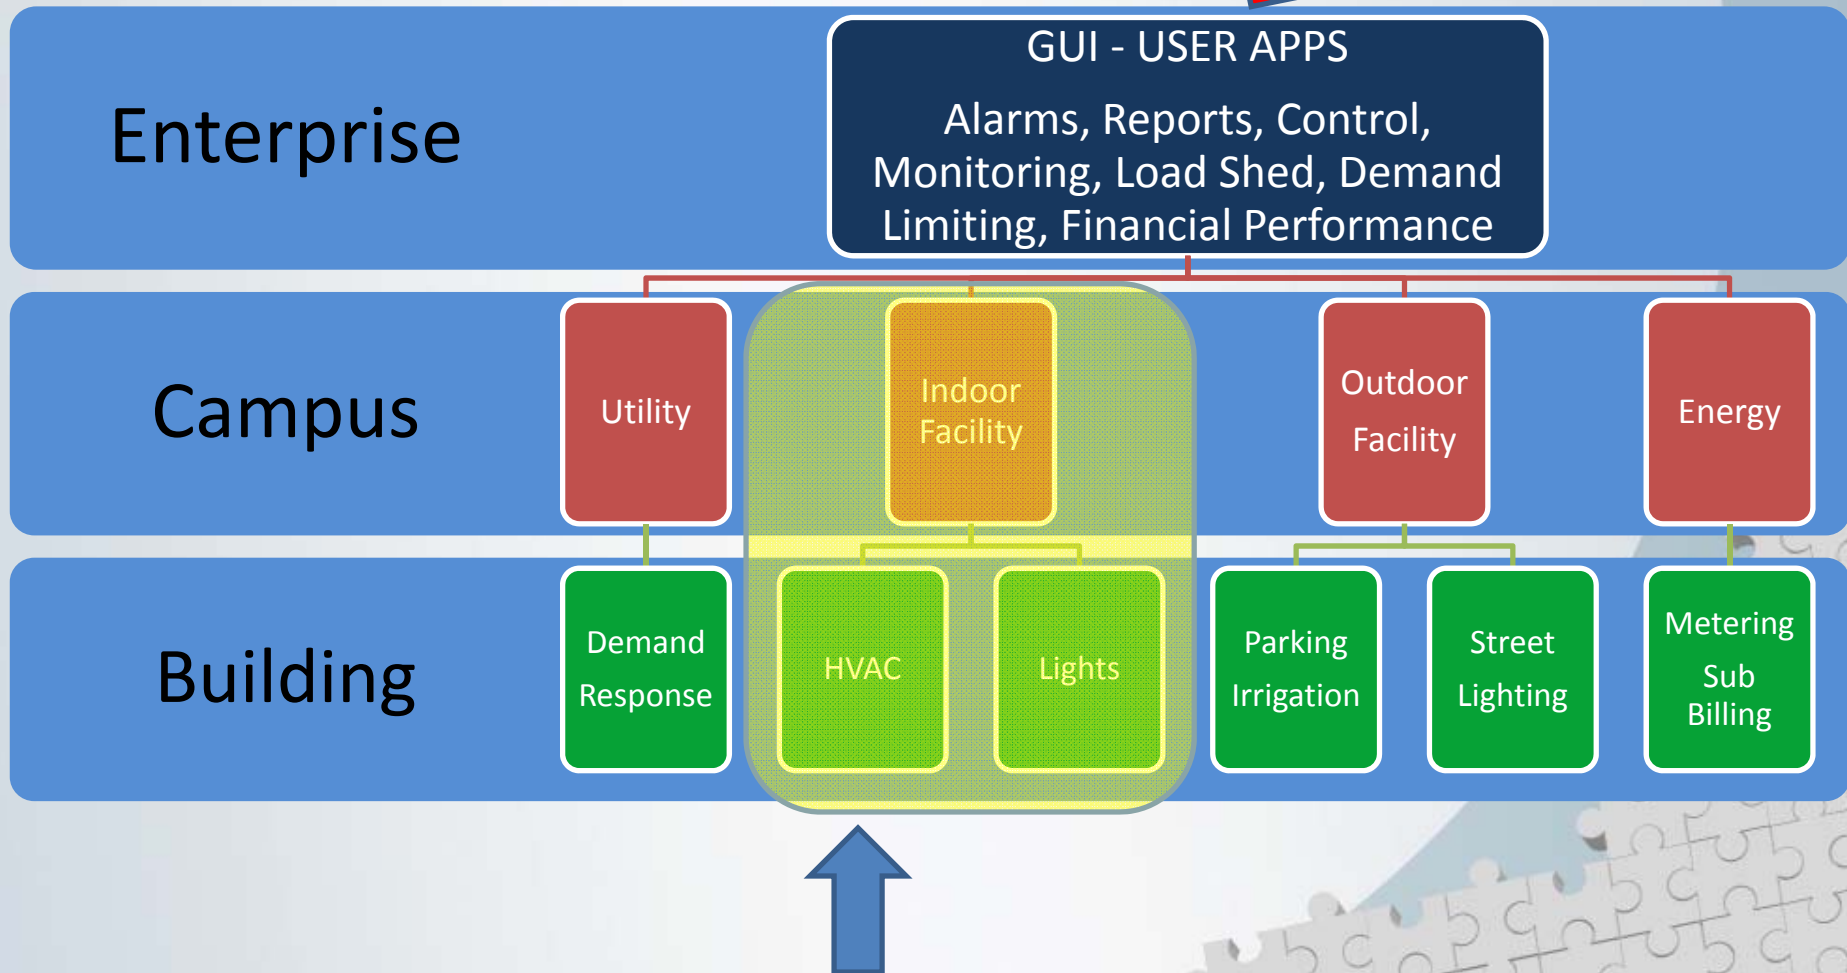 Enterprise
GUI - USER APPS
Alarms, Reports, Control,
Monitoring, Load Shed, Demand
Limiting, Financial Performance
Campus
Utility
Indoor
Facility
Outdoor
Facility
Energy
Building
Demand
Response
HVAC
Lights
Parking
Irrigation
Street
Lighting
Metering
Sub
Billing